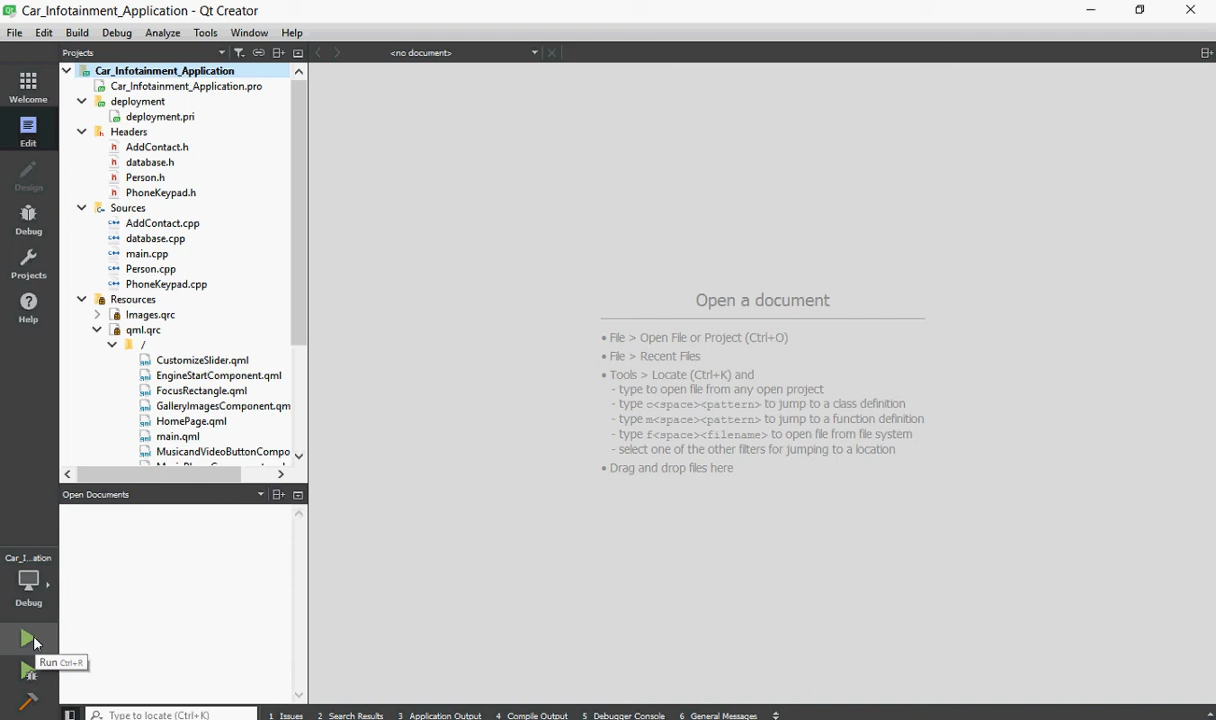 Car_Infotainment_Application - Qt Creator
File Edit Build Debug Analyze Tools Window Help
Projects
<no document>
Welcome
Edit
Design
Debug
Projects
Help
Car_Infotainment_Application
Car_Infotainment_Application.pro
deployment
deployment.pri
Headers
AddContact.h
database.h
Person.h
PhoneKeypad.h
Sources
AddContact.cpp
database.cpp
main.cpp
Person.cpp
PhoneKeypad.cpp
Resources
Images.qrc
qml.qrc
/
CustomizeSlider.qml
EngineStartComponent.qml
FocusRectangle.qml
GalleryImagesComponent.qm
HomePage.qml
main.qml
MusicandVideoButtonCompo
Open Documents
Open a document
• File > Open File or Project (Ctrl+O)
• File > Recent Files
• Tools > Locate (Ctrl+K) and
- type to open file from any open project
- type c<space><pattern> to jump to a class definition
- type m<space><pattern> to jump to a function definition
- type f<space><filename> to open file from file system
- select one of the other filters for jumping to a location
• Drag and drop files here
Car_I...ation
Debug
Run Ctrl+R
Type to locate (Ctrl+K)
1 Issues 2 Search Results 3 Application Output 4 Compile Output 5 Debugger Console 6 General Messages